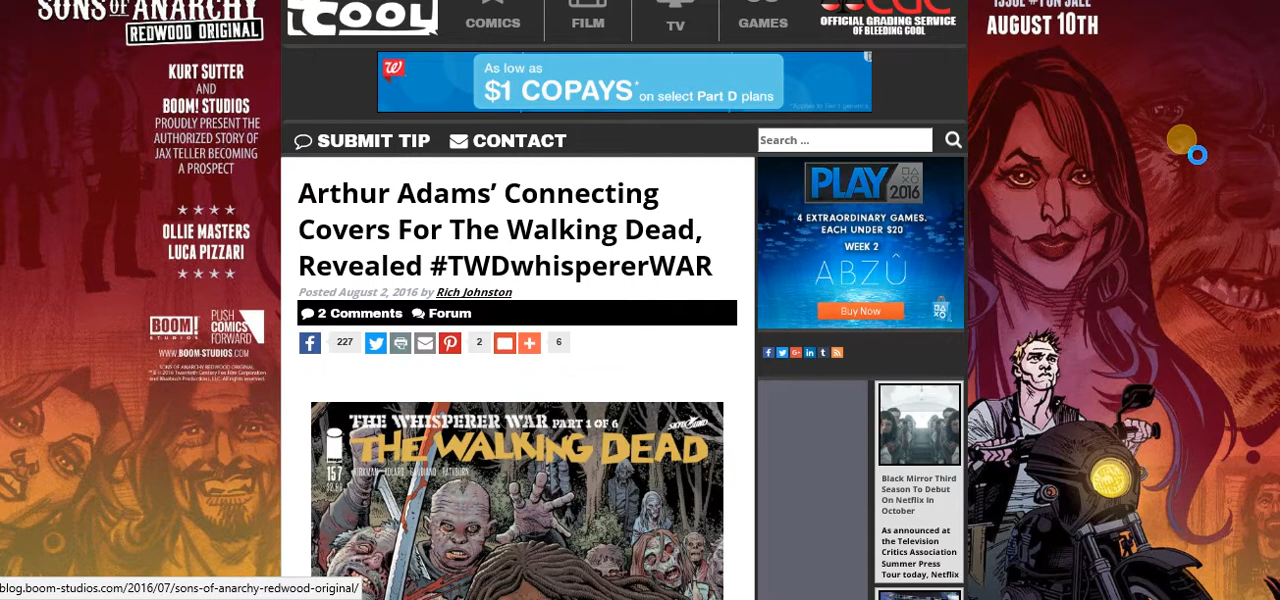 SONS OF ANARCHY
REDWOOD ORIGINAL
KURT SUTTER
AND
BOOM! STUDIOS
PROUDLY PRESENT THE
AUTHORIZED STORY OF
JAX TELLER BECOMING
A PROSPECT
OLLIE MASTERS
LUCA PIZZARI
BOOM!
STUDIOS
PUSH
COMICS
FORWARD
WWW.BOOM-STUDIOS.COM
COOL
COMICS
FILM
TV
GAMES
CGC
OFFICIAL GRADING SERVICE
OF BLEEDING COOL
ISSUE #1 ON SALE
AUGUST 10TH
As low as
$1 COPAYS* on select Part D plans
SUBMIT TIP
CONTACT
Search ...
Arthur Adams’ Connecting
Covers For The Walking Dead,
Revealed #TWDwhispererWAR
Posted August 2, 2016 by Rich Johnston
2 Comments Forum
227
2
6
THE WHISPERER WAR PART 1 OF 6
THE WALKING DEAD
157
PLAY 2016
4 EXTRAORDINARY GAMES.
EACH UNDER $20
WEEK 2
ABZÛ
Buy Now
Black Mirror Third
Season To Debut
On Netflix In
October
As announced at
the Television
Critics Association
Summer Press
Tour today, Netflix
blog.boom-studios.com/2016/07/sons-of-anarchy-redwood-original/